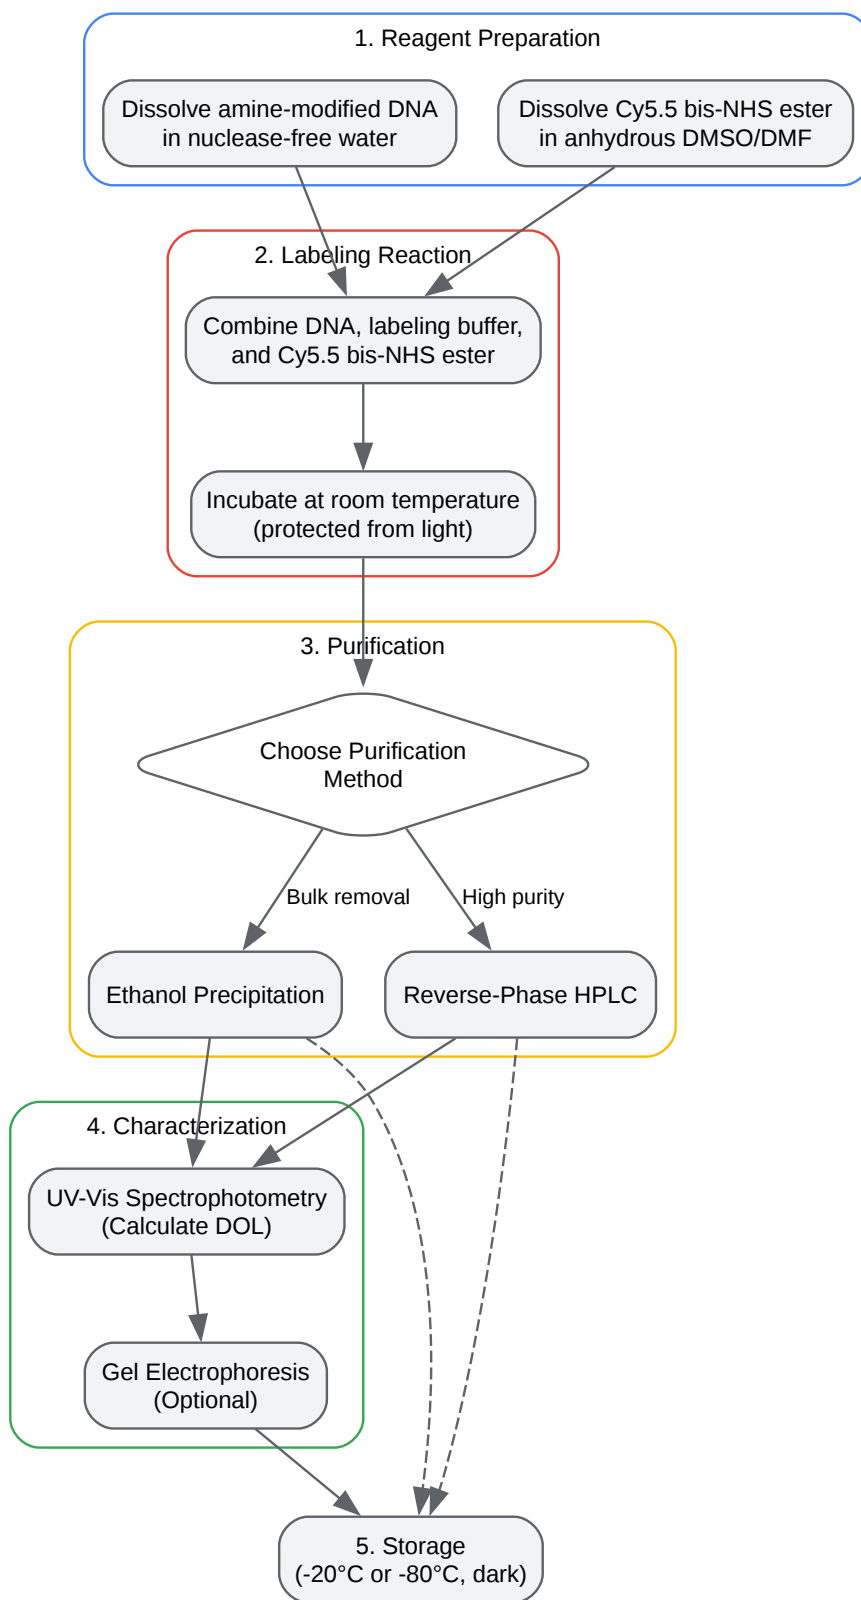 1. Reagent Preparation
Dissolve amine-modified DNA
in nuclease-free water
Dissolve Cy5.5 bis-NHS ester
in anhydrous DMSO/DMF
2. Labeling Reaction
Combine DNA, labeling buffer,
and Cy5.5 bis-NHS ester
Incubate at room temperature
(protected from light)
3. Purification
Choose Purification
Method
Bulk removal
High purity
Ethanol Precipitation
Reverse-Phase HPLC
4. Characterization
UV-Vis Spectrophotometry
(Calculate DOL)
Gel Electrophoresis
(Optional)
5. Storage
(-20°C or -80°C, dark)